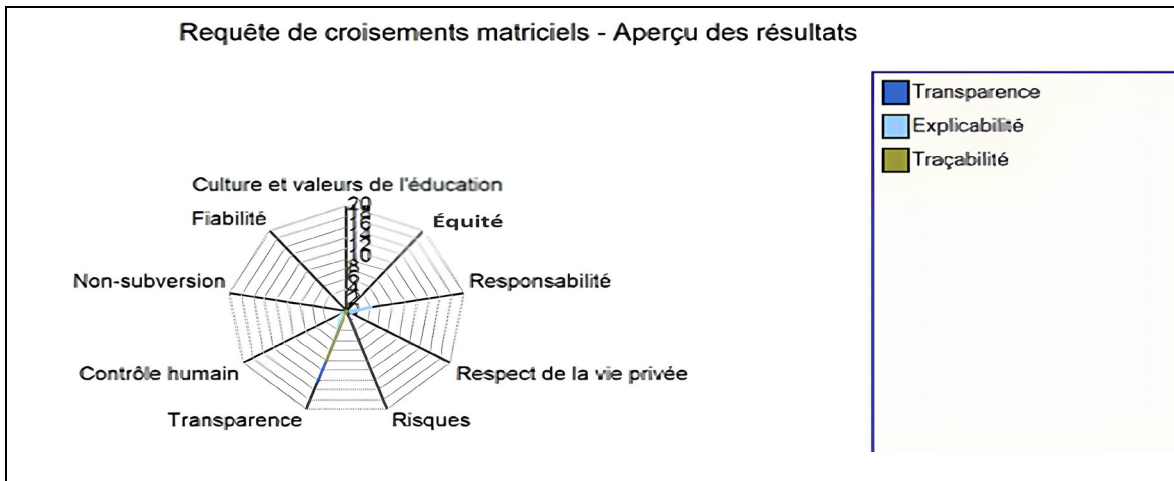 Requête de croisements matriciels - Aperçu des résultats
Transparence
Explicabilité
Traçabilité
Culture et valeurs de l'éducation
Fiabilité
Équité
Non-subversion
Responsabilité
Contrôle humain
Respect de la vie privée
Transparence
Risques
20
10